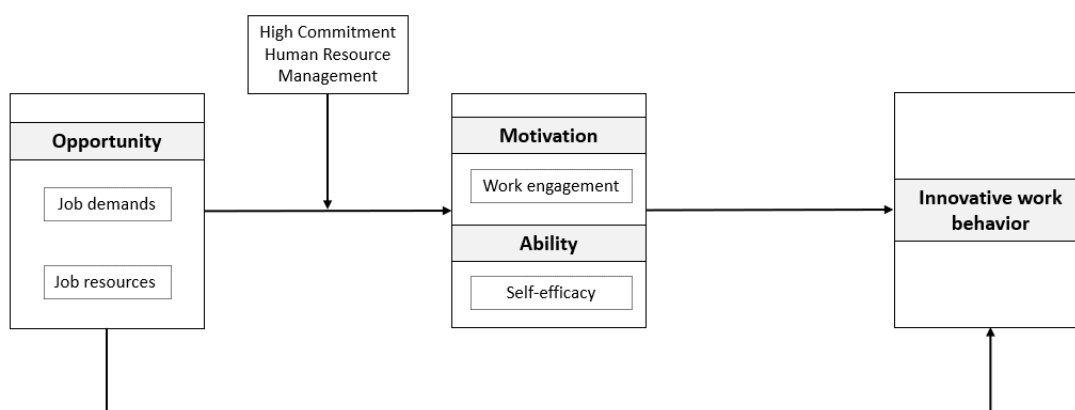 High Commitment
Human Resource
Management
Opportunity
Job demands
Job resources
Motivation
Work engagement
Ability
Self-efficacy
Innovative work
behavior